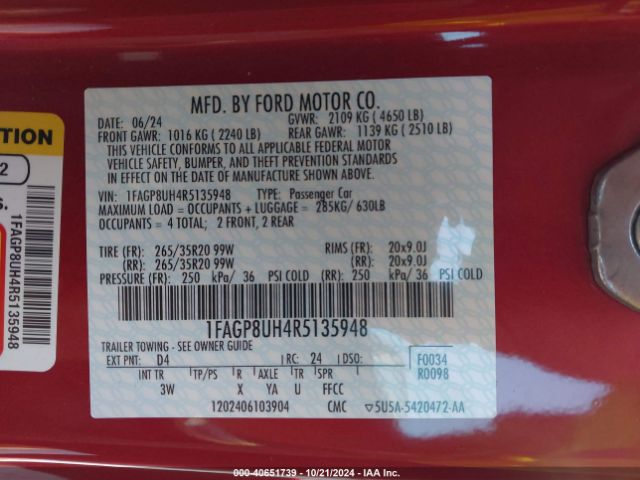 MFD. BY FORD MOTOR CO.
DATE: 06/24 GVWR: 2109 KG ( 4650 LB)
FRONT GAWR: 1016 KG ( 2240 LB) REAR GAWR: 1139 KG ( 2510 LB)
THIS VEHICLE CONFORMS TO ALL APPLICABLE FEDERAL MOTOR
VEHICLE SAFETY, BUMPER, AND THEFT PREVENTION STANDARDS
IN EFFECT ON THE DATE OF MANUFACTURE SHOWN ABOVE.
VIN: 1FAGP8UH4R5135948 TYPE: Passenger Car
MAXIMUM LOAD = OCCUPANTS + LUGGAGE = 285KG/ 630LB
OCCUPANTS = 4 TOTAL; 2 FRONT, 2 REAR
TIRE (FR): 265/35R20 99W RIMS (FR): 20x9.0J
(RR): 265/35R20 99W (RR): 20x9.0J
PRESSURE (FR): 250 kPa/ 36 PSI COLD (RR): 250 kPa/ 36 PSI COLD
1FAGP8UH4R5135948
TRAILER TOWING - SEE OWNER GUIDE
EXT PNT: D4 RC: 24 DSO: F0034
INT TR TP/PS R AXLE TR SPR R0098
3W X YA U FFCC
1202406103904 CMC ▽5U5A-5420472-AA
TION
2
s.
1FAGP8UH4R5135948
000-40651739 - 10/21/2024 - IAA Inc.